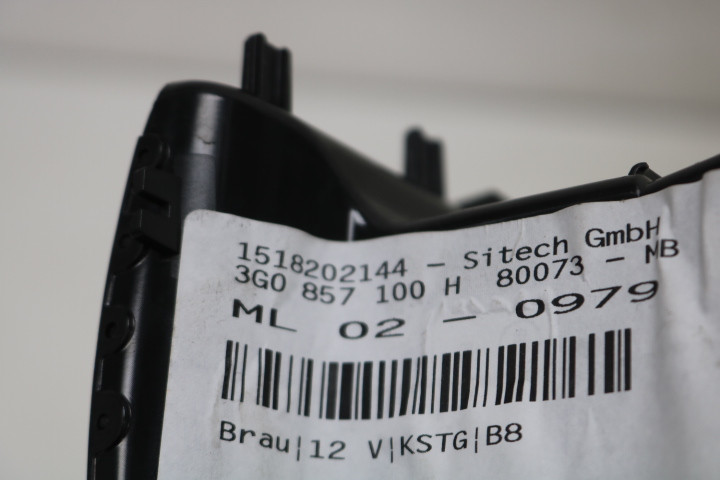 1518202144 - Sitech GmbH
3G0 857 100 H 80073 - MB
ML 02 - 0979
Brau|12 V|KSTG|B8